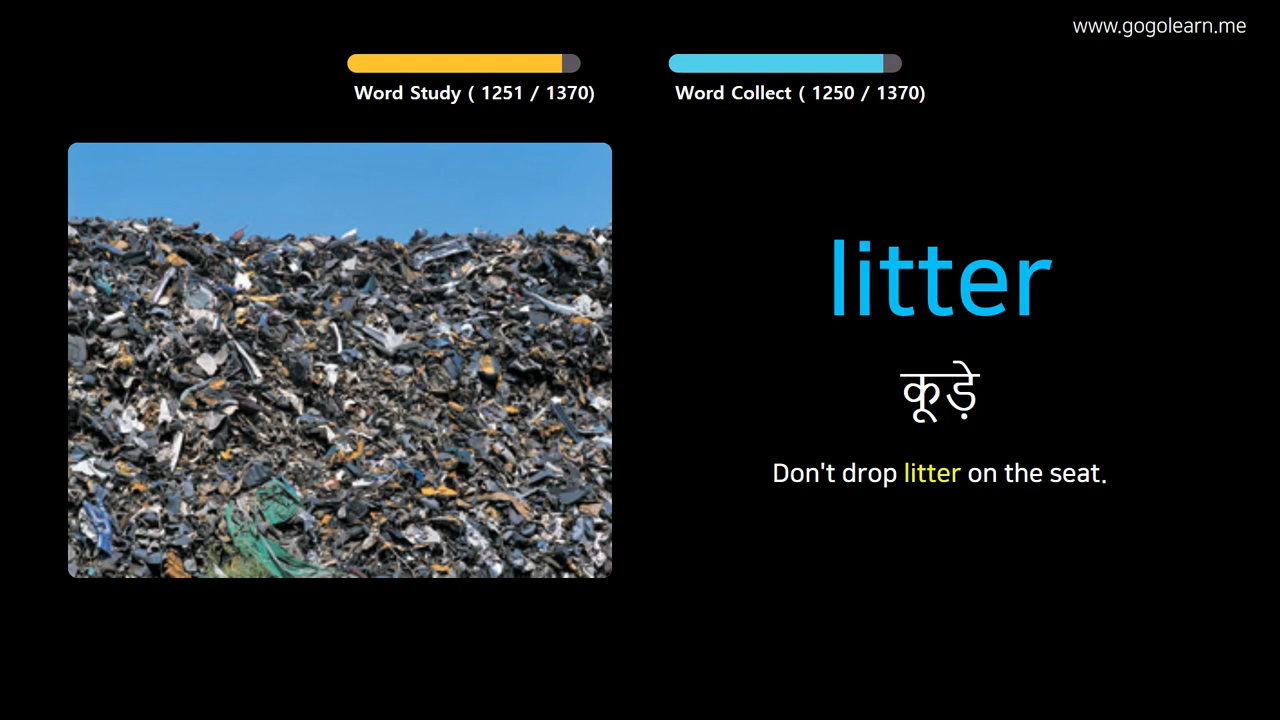 www.gogolearn.me
Word Study ( 1251 / 1370)
Word Collect ( 1250 / 1370)
litter
कूड़े
Don't drop litter on the seat.